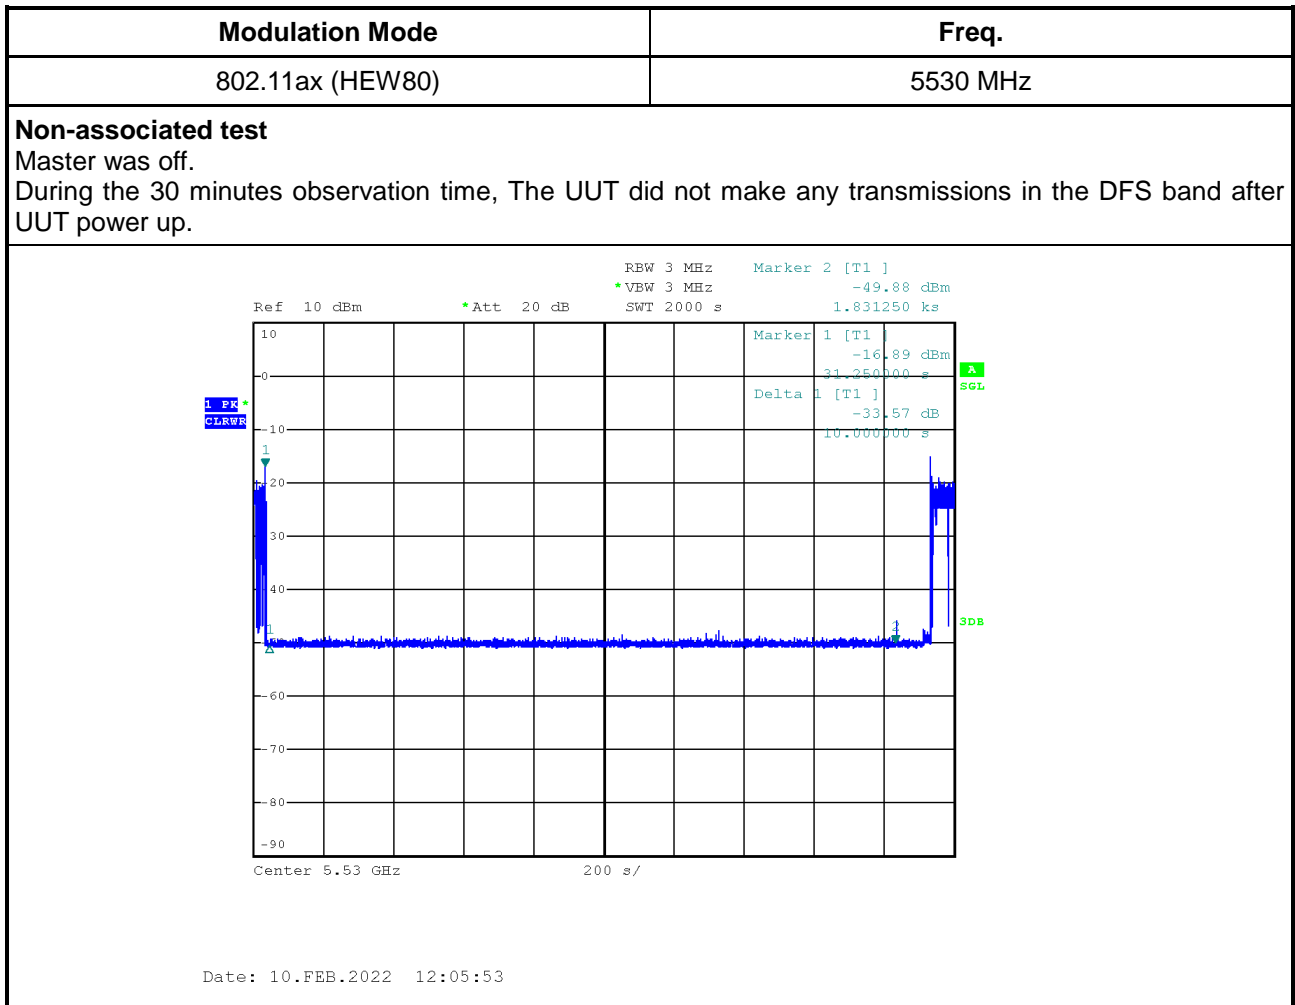 Modulation Mode Freq.
802.11ax (HEW80) 5530 MHz
Non-associated test
Master was off.
During the 30 minutes observation time, The UUT did not make any transmissions in the DFS band after
UUT power up.
RBW 3 MHz Marker 2 [T1 ]
*VBW 3 MHz -49.88 dBm
Ref 10 dBm *Att 20 dB SWT 2000 s 1.831250 ks
10 Marker 1 [T1 ]
-16.89 dBm
0 31.250000 s A
SGL
Delta 1 [T1 ]
1 PK * -33.57 dB
CLRWR
-10 10.000000 s
1
-20
-30
-40
1 2 3DB
-60
-70
-80
-90
Center 5.53 GHz 200 s/
Date: 10.FEB.2022 12:05:53